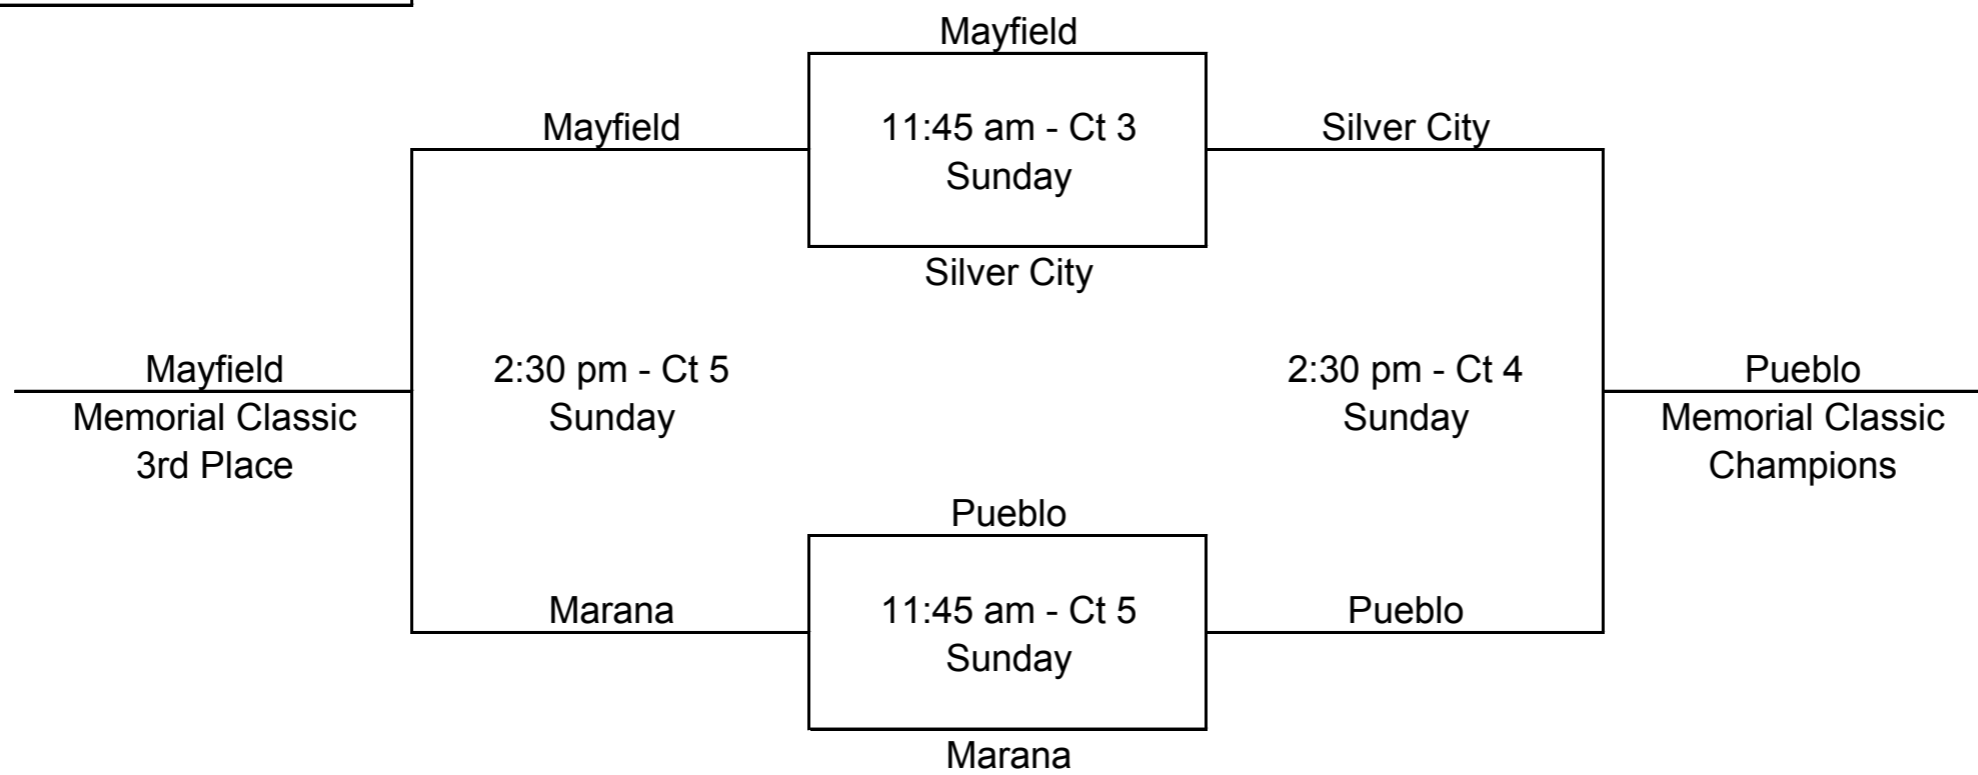 Mayfield
Mayfield
11:45 am - Ct 3
Silver City
Sunday
Silver City
Mayfield
2:30 pm - Ct 5
2:30 pm - Ct 4
Pueblo
Memorial Classic
Sunday
Sunday
Memorial Classic
3rd Place
Champions
Pueblo
Marana
11:45 am - Ct 5
Pueblo
Sunday
Marana